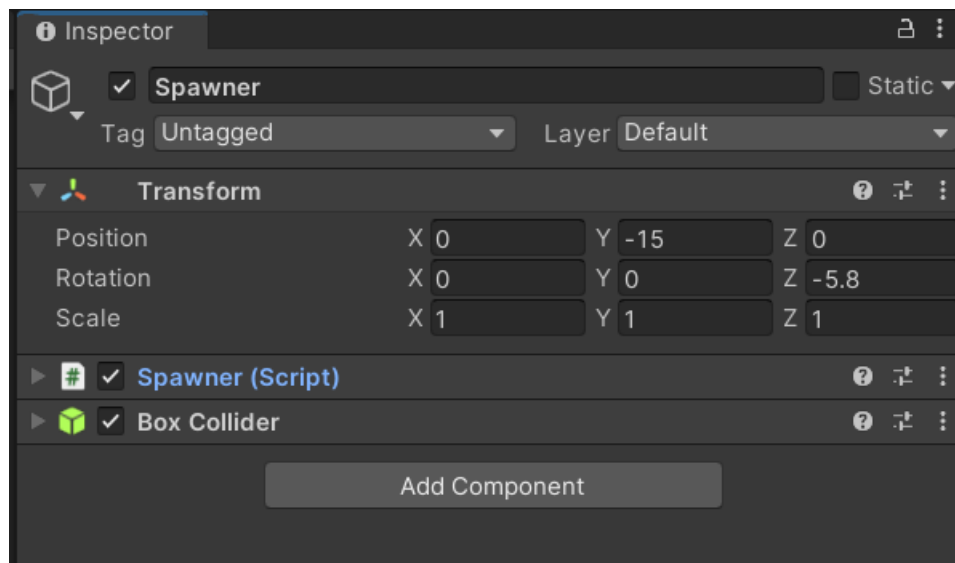 Inspector
Spawner Static
Tag Untagged Layer Default
Transform
Position X 0 Y -15 Z 0
Rotation X 0 Y 0 Z -5.8
Scale X 1 Y 1 Z 1
# Spawner (Script)
Box Collider
Add Component